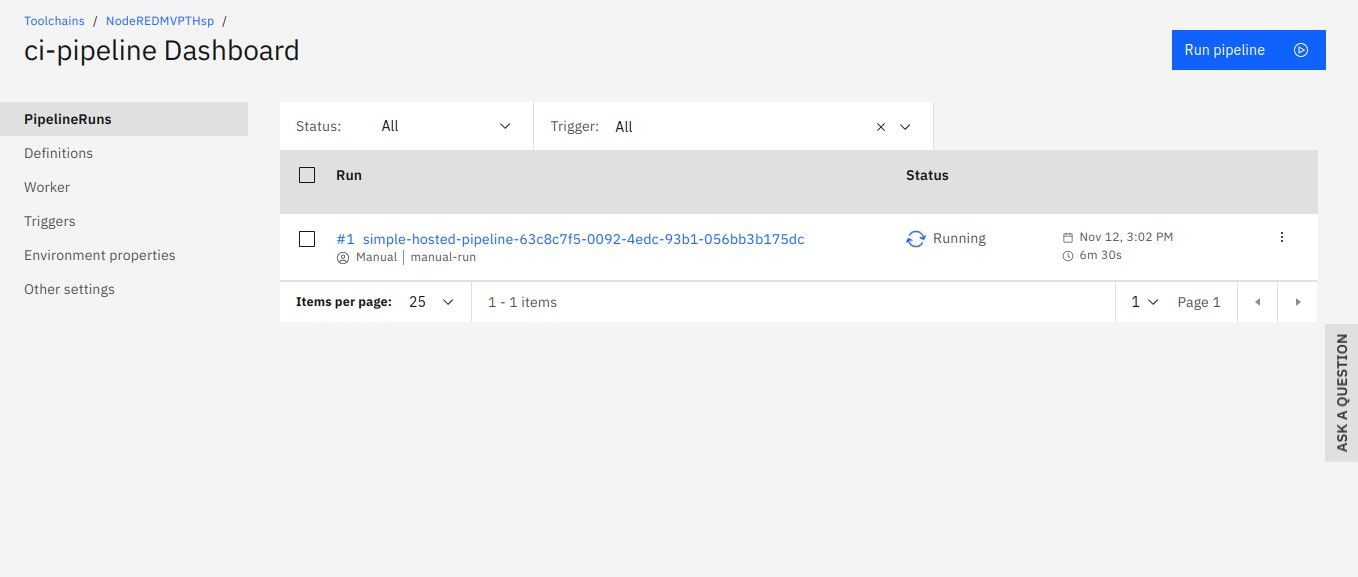 Toolchains / NodeREDMVPTHsp /
ci-pipeline Dashboard
Run pipeline
PipelineRuns
Definitions
Worker
Triggers
Environment properties
Other settings
Status: All
Trigger: All
Run Status
#1 simple-hosted-pipeline-63c8c7f5-0092-4edc-93b1-056bb3b175dc Running Nov 12, 3:02 PM
Manual | manual-run 6m 30s
Items per page: 25 1 - 1 items 1 Page 1
ASK A QUESTION